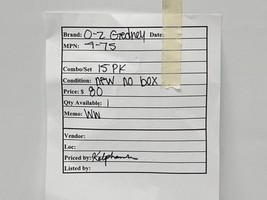 Brand: O-Z Gedney Date:
MPN: 4-75
Combo/Set 15 PK
Condition: new no box
Price: $ 80
Qty Available: 1
Memo: WW
Vendor:
Loc:
Priced by:
Listed by: